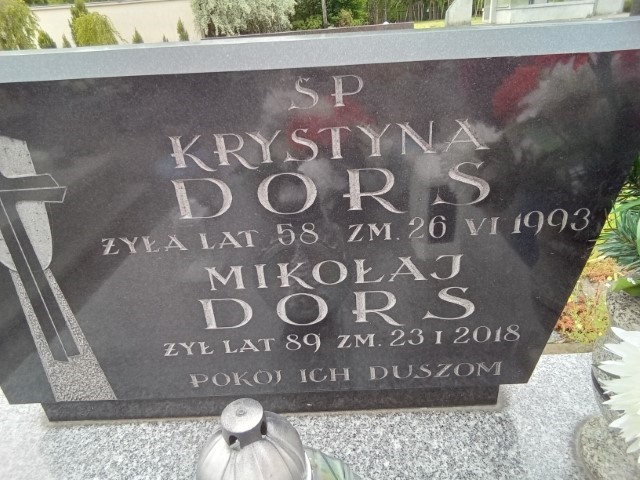 ŚP
KRYSTYNA
DORS
ŻYŁA LAT 58 ZM. 26 VI 1993
MIKOŁAJ
DORS
ŻYŁ LAT 89 ZM. 23 I 2018
POKÓJ ICH DUSZOM